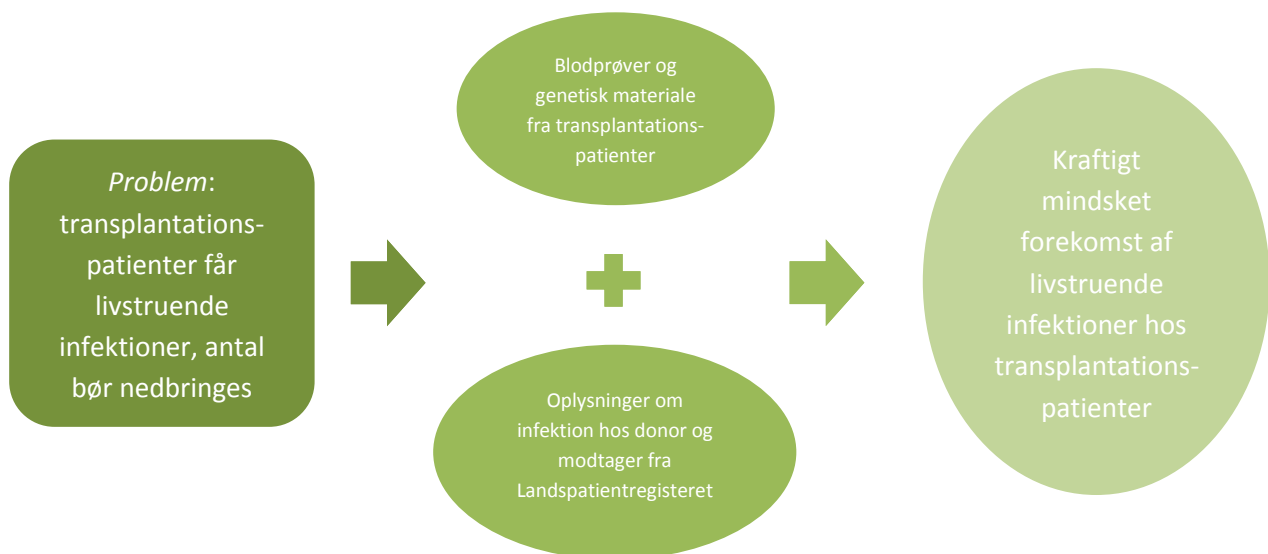 Problem:
transplantations-
patienter får
livstruende
infektioner, antal
bør nedbringes
Blodprøver og
genetisk materiale
fra transplantations-
patienter
Oplysninger om
infektion hos donor og
modtager fra
Landspatientregisteret
Kraftigt
mindsket
forekomst af
livstruende
infektioner hos
transplantations-
patienter